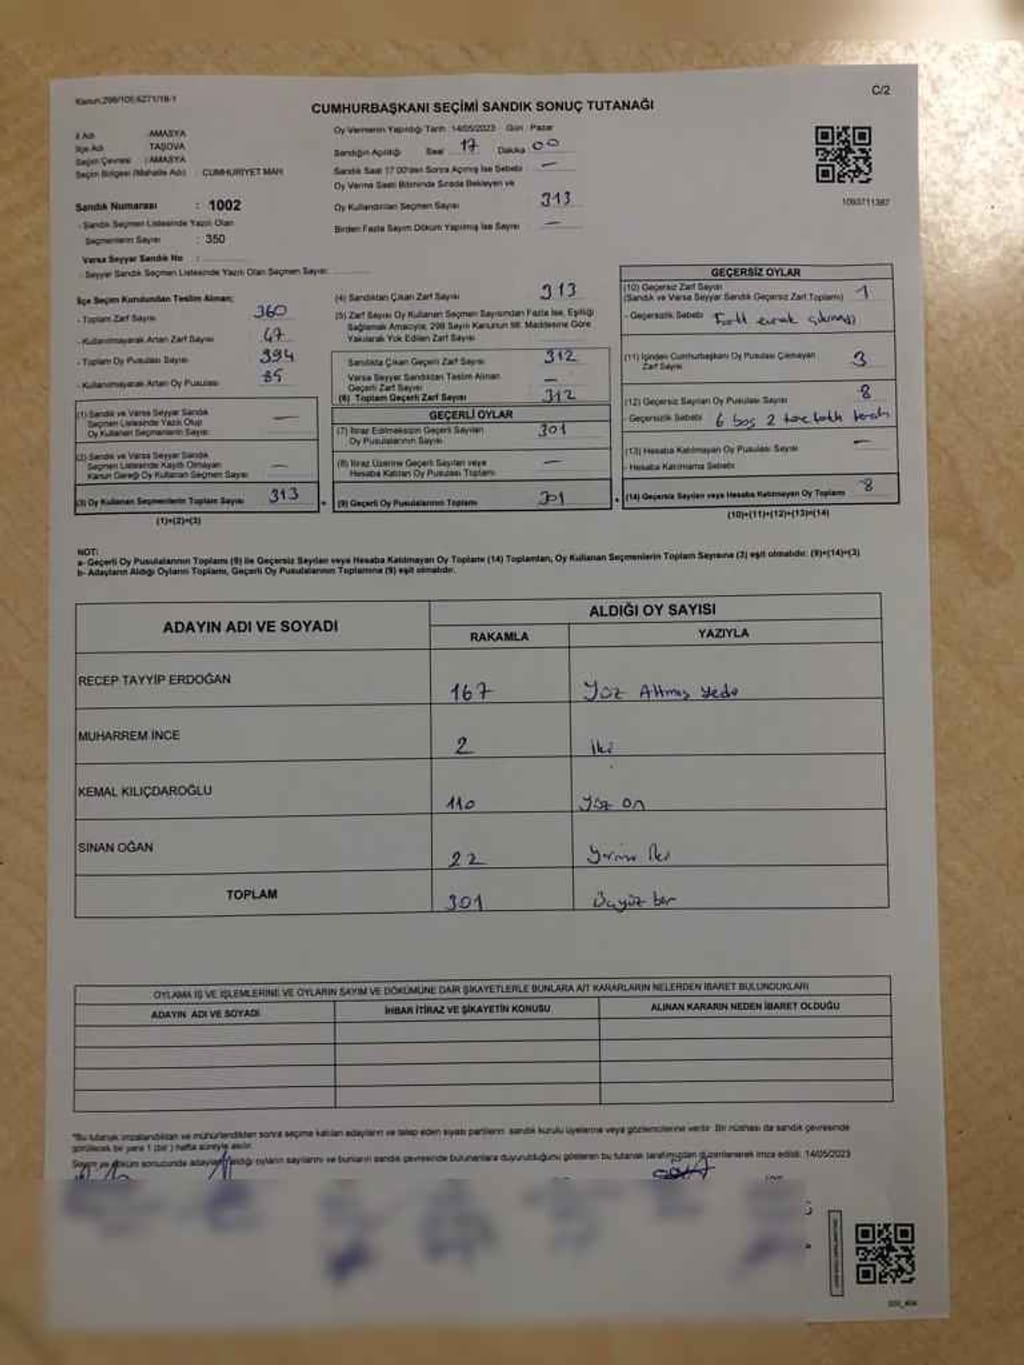 Kanun:298/105;6271/18-1
C/2
CUMHURBAŞKANI SEÇİMİ SANDIK SONUÇ TUTANAĞI
İl Adı : AMASYA
İlçe Adı : TAŞOVA
Seçim Çevresi : AMASYA
Seçim Bölgesi (Mahalle Adı) : CUMHURİYET MAH
Sandık Numarası : 1002
- Sandık Seçmen Listesinde Yazılı Olan
Seçmenlerin Sayısı : 350
Varsa Seyyar Sandık No :
- Seyyar Sandık Seçmen Listesinde Yazılı Olan Seçmen Sayısı:
Oy Vermenin Yapıldığı Tarih : 14/05/2023 - Gün : Pazar
Sandığın Açıldığı Saat 17 Dakika 00
Sandık Saat 17:00'den Sonra Açılmış İse Sebebi —
Oy Verme Saati Bitiminde Sırada Bekleyen ve
Oy Kullandırılan Seçmen Sayısı 313
Birden Fazla Sayım Döküm Yapılmış İse Sayısı —
1093711387
İlçe Seçim Kurulundan Teslim Alınan;
- Toplam Zarf Sayısı 360
- Kullanılmayarak Artan Zarf Sayısı 47
- Toplam Oy Pusulası Sayısı 394
- Kullanılmayarak Artan Oy Pusulası 85
(1) Sandık ve Varsa Seyyar Sandık
Seçmen Listesinde Yazılı Olup
Oy Kullanan Seçmenlerin Sayısı: —
(2) Sandık ve Varsa Seyyar Sandık
Seçmen Listesinde Kayıtlı Olmayan
Kanun Gereği Oy Kullanan Seçmen Sayısı —
(3) Oy Kullanan Seçmenlerin Toplam Sayısı 313
(1)+(2)=(3)
(4) Sandıktan Çıkan Zarf Sayısı 313
(5) Zarf Sayısı Oy Kullanan Seçmen Sayısından Fazla İse, Eşitliği
Sağlamak Amacıyla, 298 Sayılı Kanunun 98. Maddesine Göre
Yakılarak Yok Edilen Zarf Sayısı
Sandıkta Çıkan Geçerli Zarf Sayısı 312
Varsa Seyyar Sandıktan Teslim Alınan
Geçerli Zarf Sayısı —
(6) Toplam Geçerli Zarf Sayısı 312
GEÇERLİ OYLAR
(7) İtiraz Edilmeksizin Geçerli Sayılan
Oy Pusulalarının Sayısı 301
(8) İtiraz Üzerine Geçerli Sayılan veya
Hesaba Katılan Oy Pusulası Toplamı —
(9) Geçerli Oy Pusulalarının Toplamı 301
GEÇERSİZ OYLAR
(10) Geçersiz Zarf Sayısı
(Sandık ve Varsa Seyyar Sandık Geçersiz Zarf Toplamı) 1
- Geçersizlik Sebebi evrak çıkması
(11) İçinden Cumhurbaşkanı Oy Pusulası Çıkmayan
Zarf Sayısı 3
(12) Geçersiz Sayılan Oy Pusulası Sayısı 8
- Geçersizlik Sebebi 6 boş 2 tane
(13) Hesaba Katılmayan Oy Pusulası Sayısı —
- Hesaba Katılmama Sebebi
(14) Geçersiz Sayılan veya Hesaba Katılmayan Oy Toplamı 8
(10)+(11)+(12)+(13)=(14)
NOT:
a- Geçerli Oy Pusulalarının Toplamı (9) ile Geçersiz Sayılan veya Hesaba Katılmayan Oy Toplamı (14) Toplamları, Oy Kullanan Seçmenlerin Toplam Sayısına (3) eşit olmalıdır. (9)+(14)=(3)
b- Adayların Aldığı Oyların Toplamı, Geçerli Oy Pusulalarının Toplamına (9) eşit olmalıdır.
ADAYIN ADI VE SOYADI
ALDIĞI OY SAYISI
RAKAMLA YAZIYLA
RECEP TAYYİP ERDOĞAN 167 Yüz Altmış Yedi
MUHARREM İNCE 2 iki
KEMAL KILIÇDAROĞLU 110 Yüz on
SİNAN OĞAN 22 Yirmi İki
TOPLAM 301 Üçyüz bir
OYLAMA İŞ VE İŞLEMLERİNE VE OYLARIN SAYIM VE DÖKÜMÜNE DAİR ŞİKAYETLERLE BUNLARA AİT KARARLARIN NELERDEN İBARET BULUNDUKLARI
ADAYIN ADI VE SOYADI İHBAR İTİRAZ VE ŞİKAYETİN KONUSU ALINAN KARARIN NEDEN İBARET OLDUĞU
*Bu tutanak imzalandıktan ve mühürlendikten sonra seçime katılan adayların ve talep eden siyasi partilerin sandık kurulu üyelerine veya gözlemcilerine verilir. Bir nüshası da sandık çevresinde
görülecek bir yere 1 (bir) hafta süreyle asılır.
Sayım ve döküm sonucunda adayların aldığı oyların sayılarını ve bunların sandık çevresinde bulunanlara duyurulduğunu gösteren bu tutanak tarafımızdan düzenlenerek imza edildi. 14/05/2023